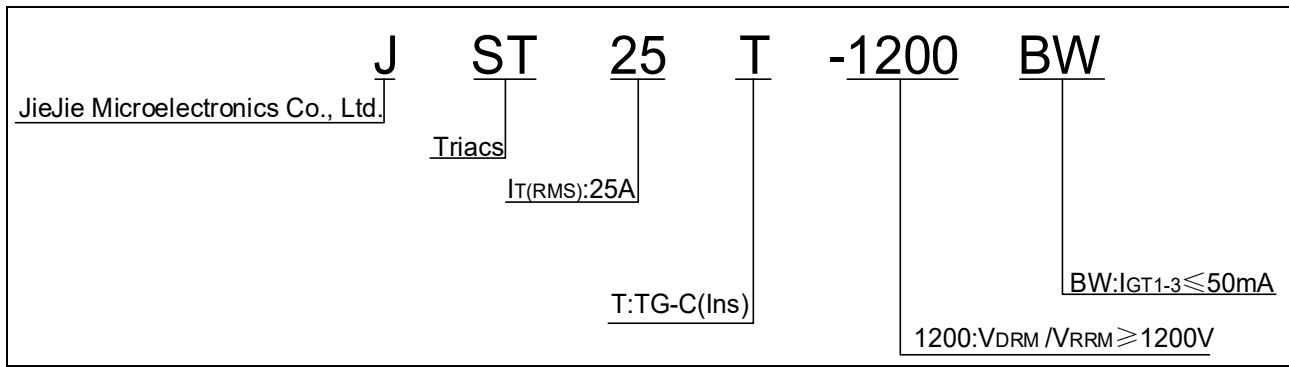 J ST 25 T -1200 BW
JieJie Microelectronics Co., Ltd.
Triacs
IT(RMS):25A
T:TG-C(Ins)
BW:IGT1-3≤50mA
1200:VDRM /VRRM≥1200V